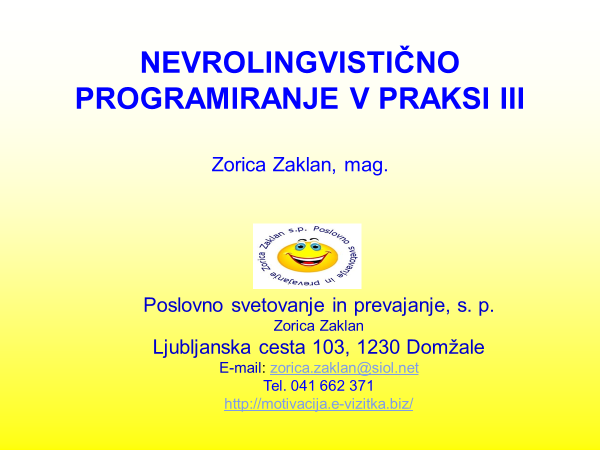 NEVROLINGVISTIČNO
PROGRAMIRANJE V PRAKSI III
Zorica Zaklan, mag.
Zorica Zaklan s.p. Poslovno svetovanje in prevajanje
Poslovno svetovanje in prevajanje, s. p.
Zorica Zaklan
Ljubljanska cesta 103, 1230 Domžale
E-mail: zorica.zaklan@siol.net
Tel. 041 662 371
http://motivacija.e-vizitka.biz/